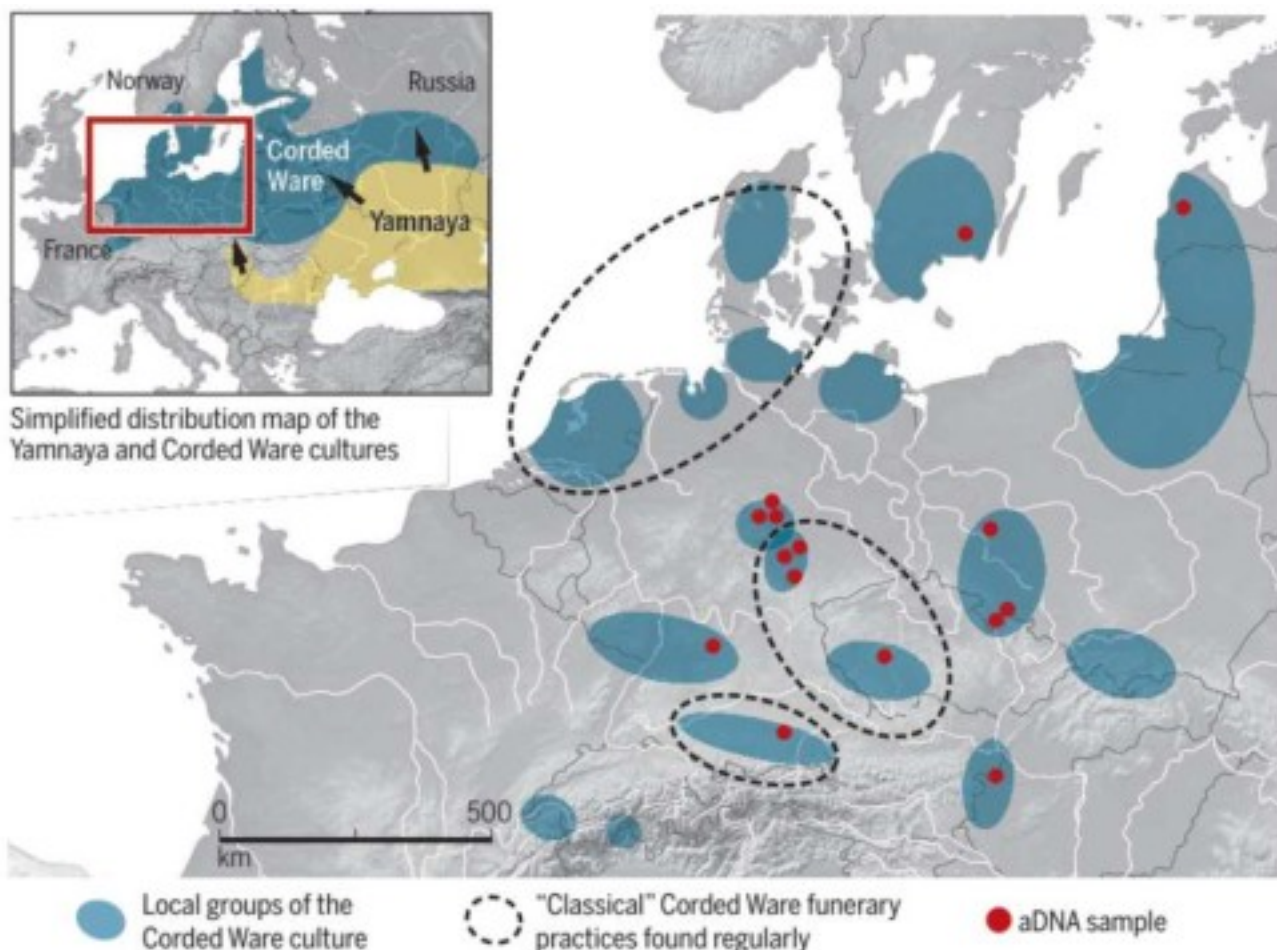 Norway
Russia
Corded
Ware
Yamnaya
France
Simplified distribution map of the
Yamnaya and Corded Ware cultures
0 500
km
Local groups of the
Corded Ware culture
"Classical" Corded Ware funerary
practices found regularly
aDNA sample